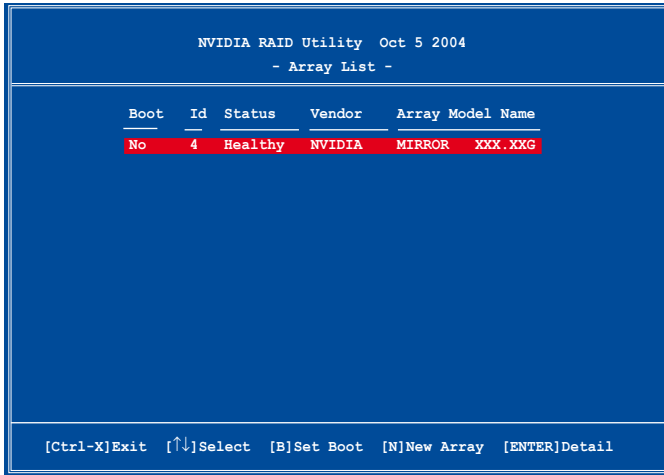 NVIDIA RAID Utility Oct 5 2004
- Array List -
Boot Id Status Vendor Array Model Name
No 4 Healthy NVIDIA MIRROR XXX.XXG
[Ctrl-X]Exit [↑↓]Select [B]Set Boot [N]New Array [ENTER]Detail